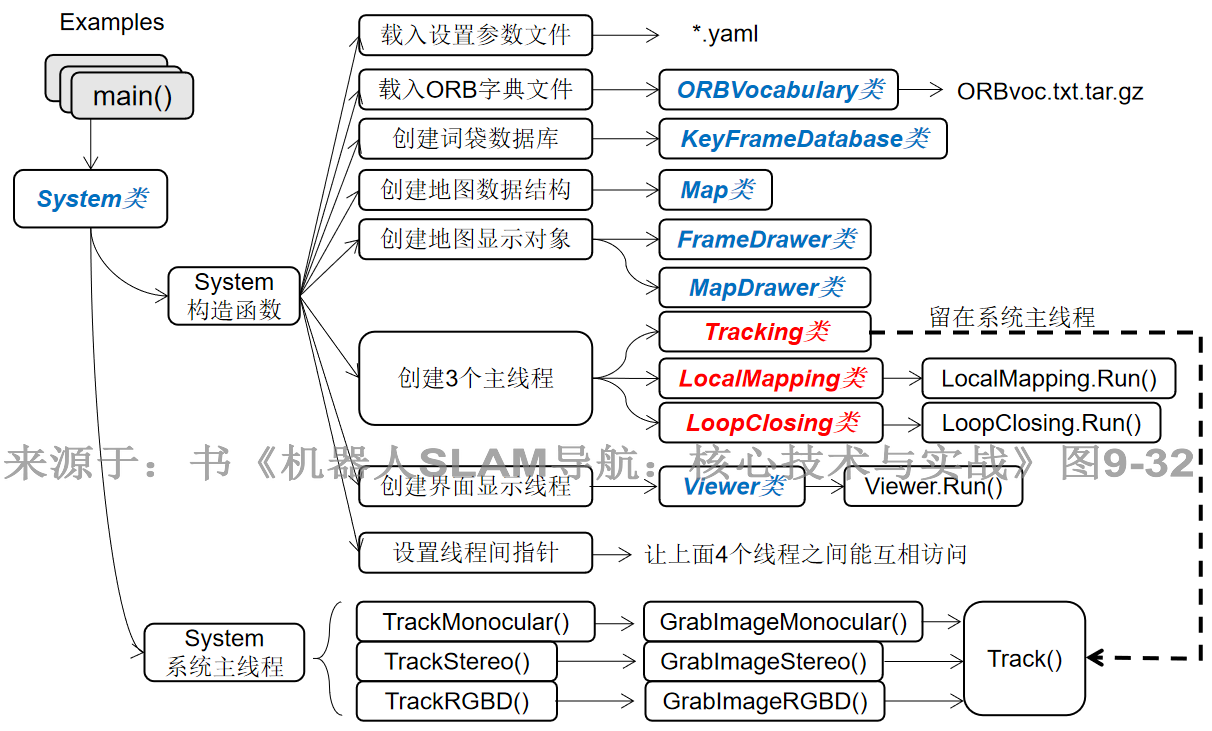 Examples
main()
System类
System
构造函数
载入设置参数文件
*.yaml
载入ORB字典文件
ORBVocabulary类
ORBvoc.txt.tar.gz
创建词袋数据库
KeyFrameDatabase类
创建地图数据结构
Map类
创建地图显示对象
FrameDrawer类
MapDrawer类
创建3个主线程
Tracking类
留在系统主线程
LocalMapping类
LocalMapping.Run()
LoopClosing类
LoopClosing.Run()
来源于：书《机器人SLAM导航：核心技术与实战》图9-32
创建界面显示线程
Viewer类
Viewer.Run()
设置线程间指针
让上面4个线程之间能互相访问
System
系统主线程
TrackMonocular()
GrabImageMonocular()
TrackStereo()
GrabImageStereo()
TrackRGBD()
GrabImageRGBD()
Track()